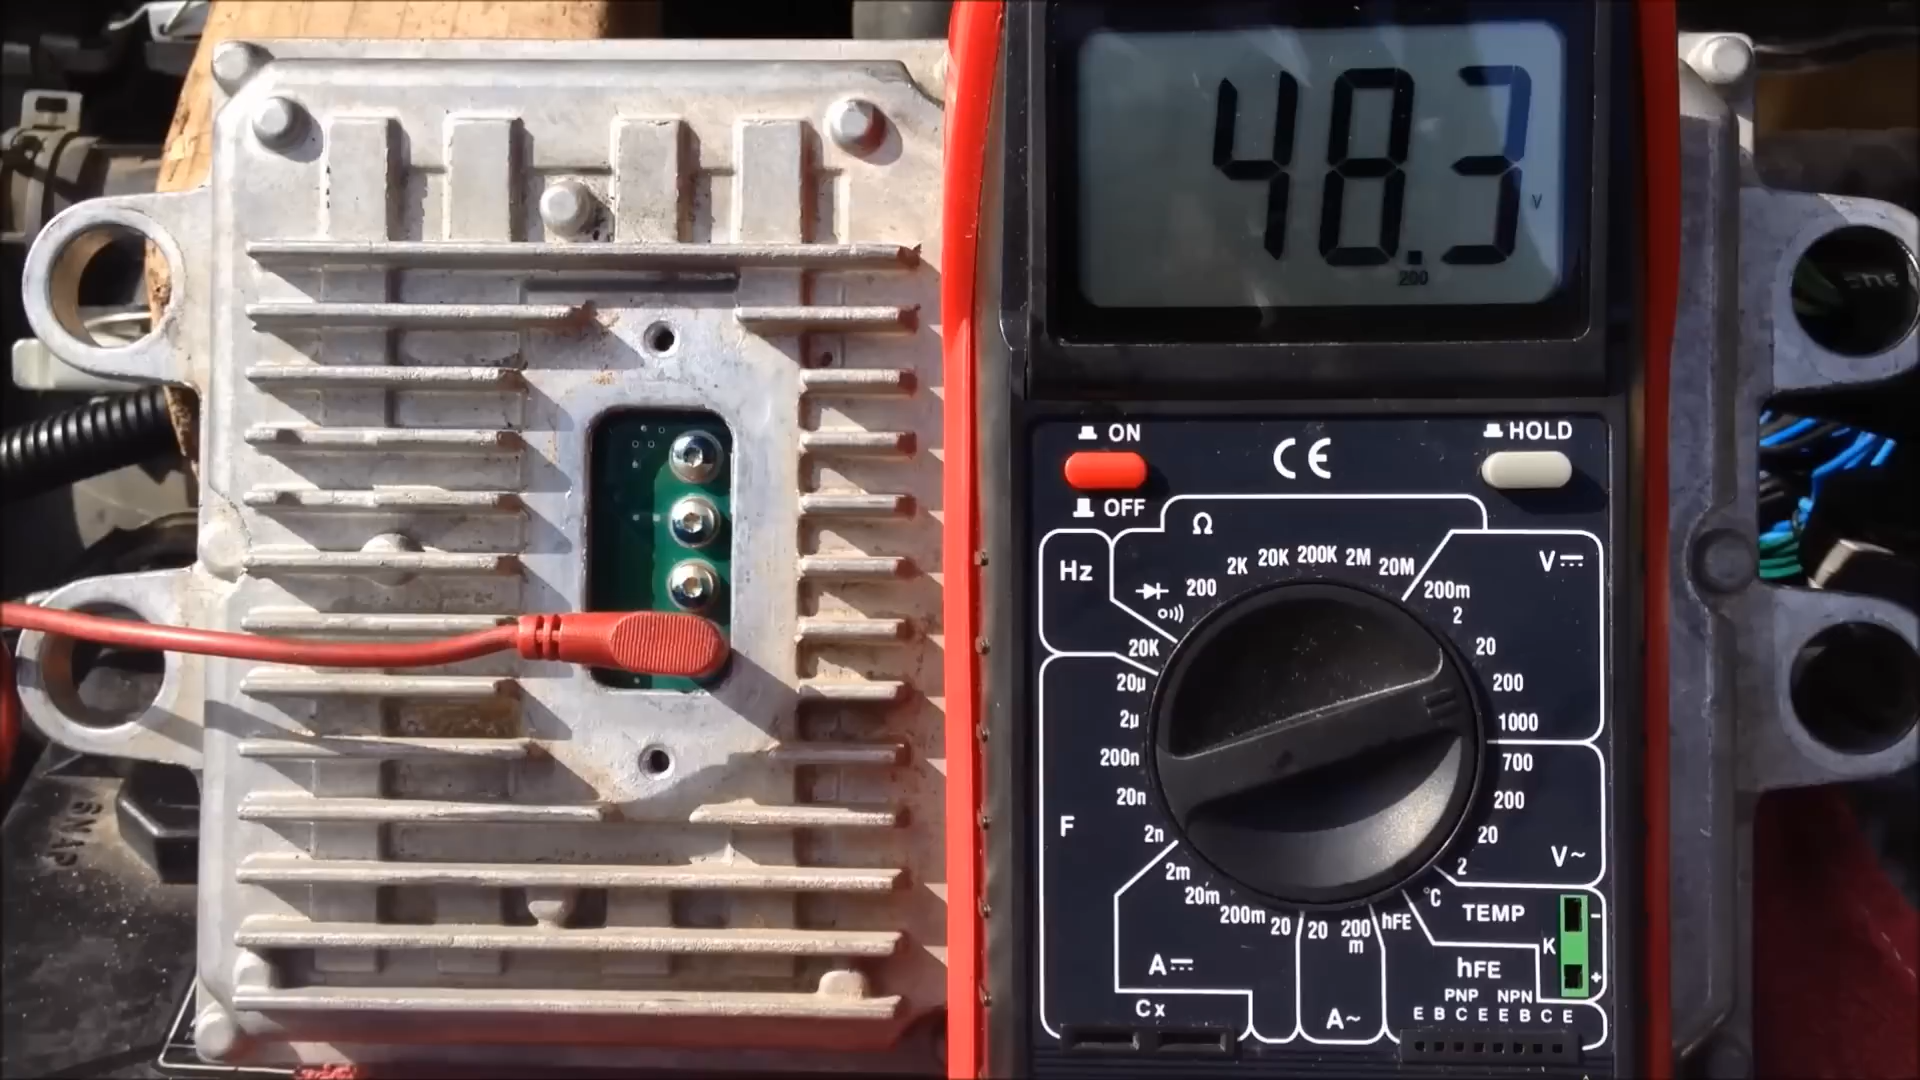 48.3
V
200
ON
HOLD
CE
OFF
Ω
Hz
2K 20K 200K 2M 20M
V
200
200m
2
20K
20
20µ
200
2µ
1000
200n
700
20n
200
F
2n
20
V~
2m
2
20m
°C
200m 20
20 200m
hFE
TEMP
-
K
A
hFE
+
PNP NPN
Cx
A~
E B C E E B C E